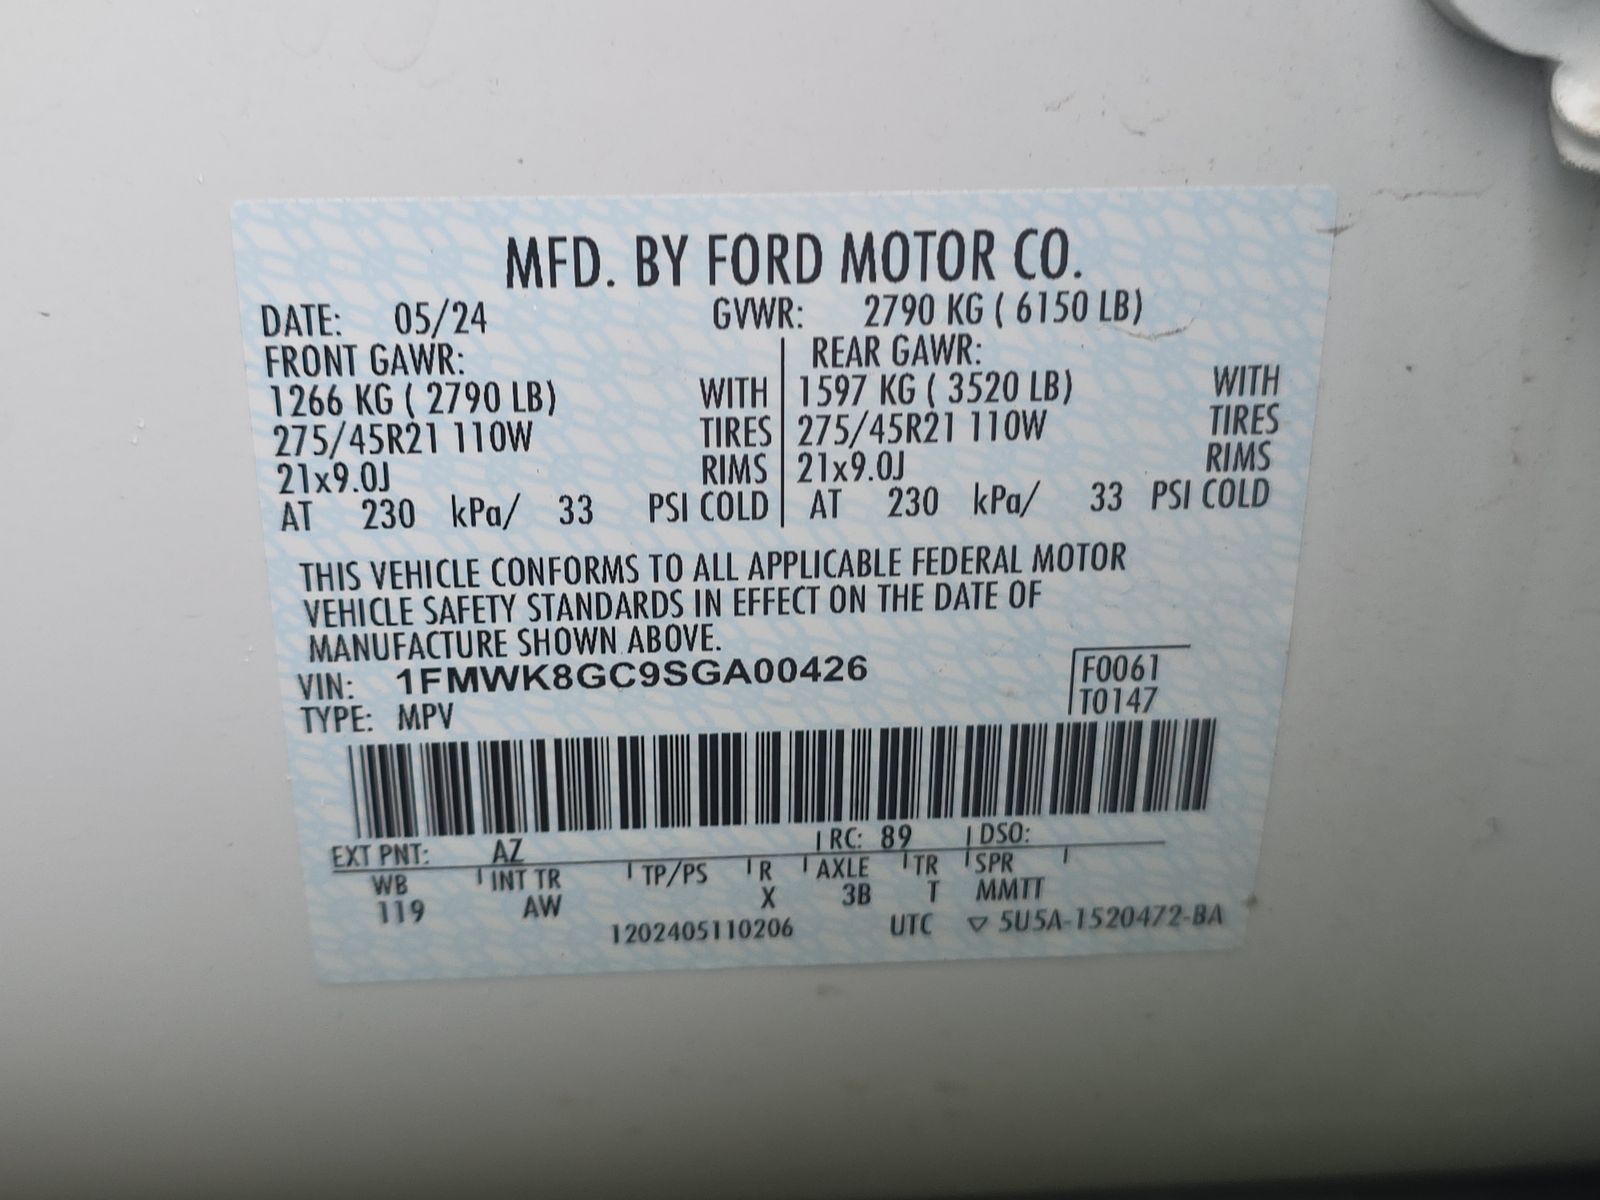 MFD. BY FORD MOTOR CO.
DATE: 05/24 GVWR: 2790 KG ( 6150 LB)
FRONT GAWR: REAR GAWR:
1266 KG ( 2790 LB) WITH 1597 KG ( 3520 LB) WITH
275/45R21 110W TIRES 275/45R21 110W TIRES
21x9.0J RIMS 21x9.0J RIMS
AT 230 kPa/ 33 PSI COLD AT 230 kPa/ 33 PSI COLD
THIS VEHICLE CONFORMS TO ALL APPLICABLE FEDERAL MOTOR
VEHICLE SAFETY STANDARDS IN EFFECT ON THE DATE OF
MANUFACTURE SHOWN ABOVE.
VIN: 1FMWK8GC9SGA00426 F0061
TYPE: MPV T0147
EXT PNT: AZ RC: 89 DSO:
WB INT TR TP/PS R AXLE TR SPR
119 AW X 3B T MMTT
1202405110206 UTC ▽ 5U5A-1520472-BA